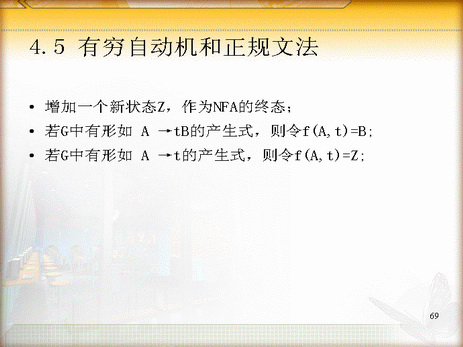 4.5 有穷自动机和正规文法
• 增加一个新状态Z，作为NFA的终态；
• 若G中有形如 A →tB的产生式，则令f(A,t)=B;
• 若G中有形如 A →t的产生式，则令f(A,t)=Z;
69